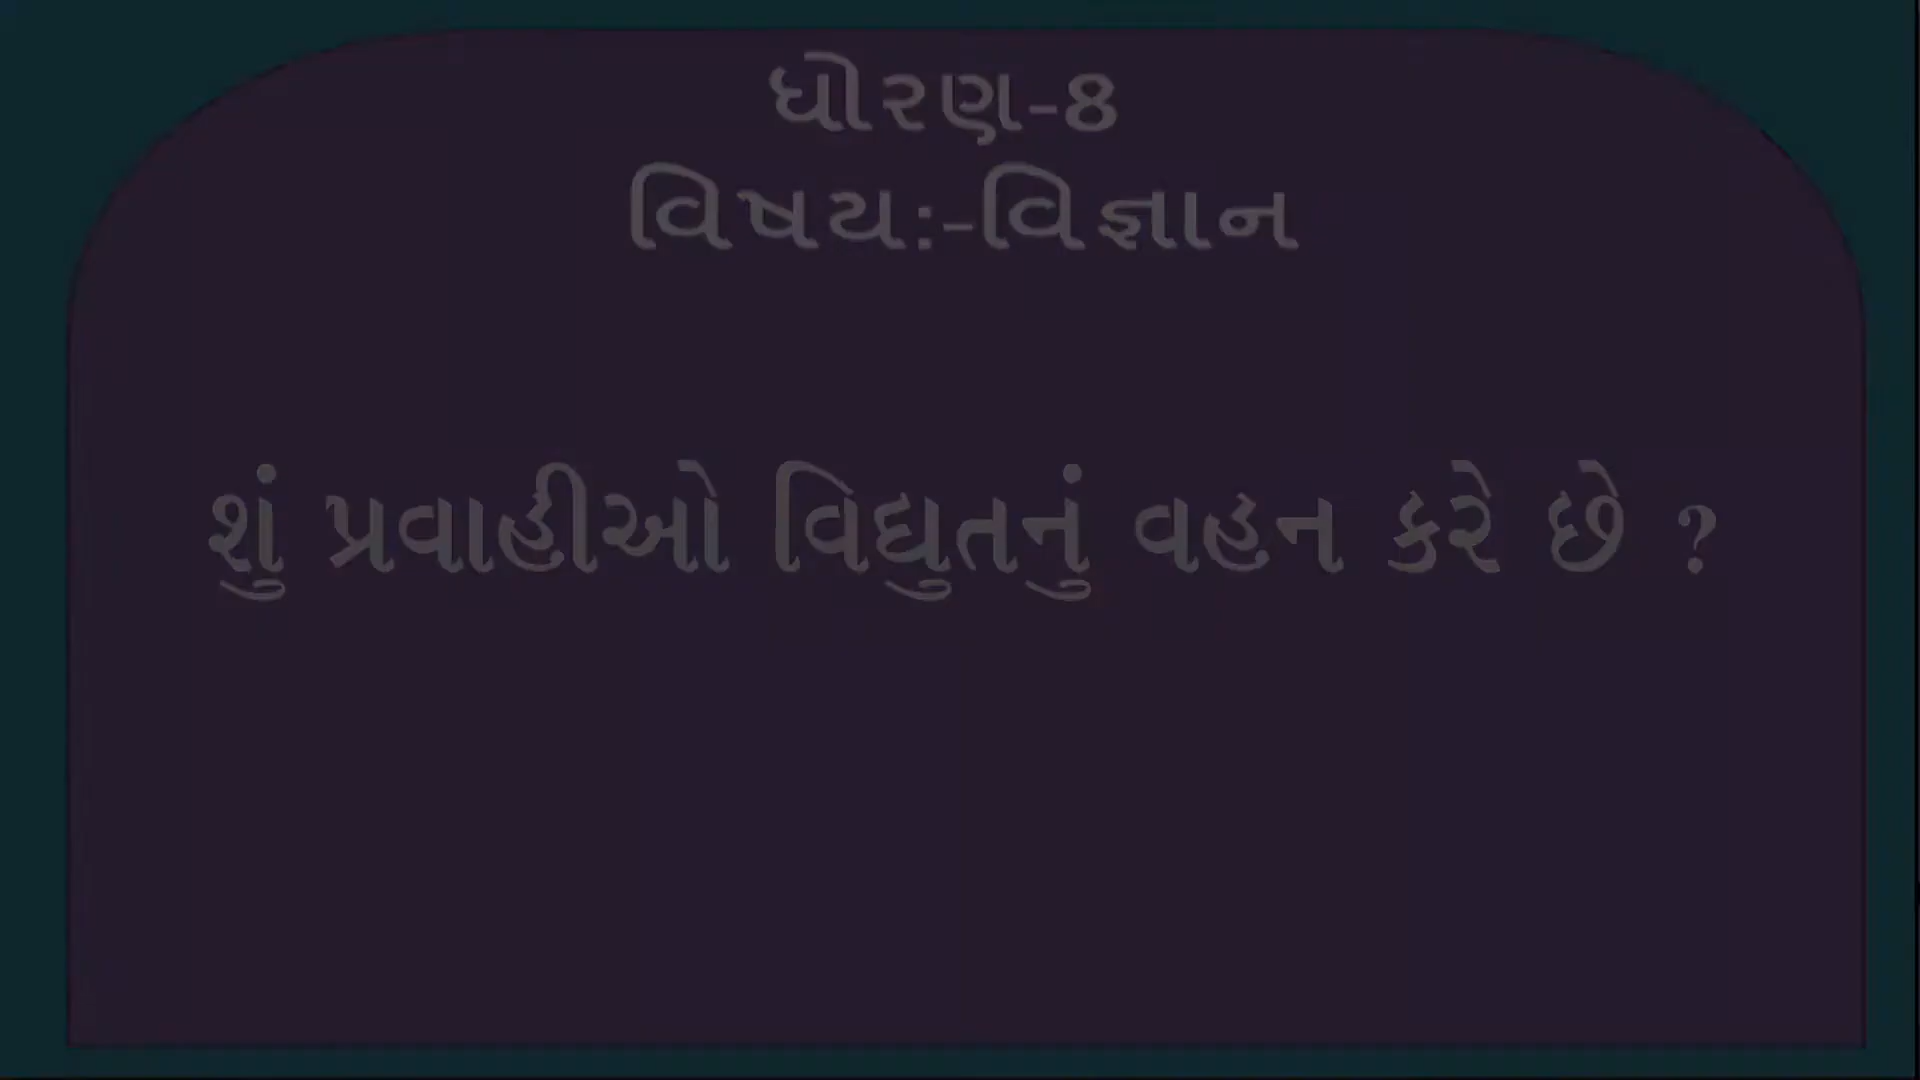 ધોરણ-8
વિષય:-વિજ્ઞાન
શું પ્રવાહીઓ વિદ્યુતનું વહન કરે છે ?